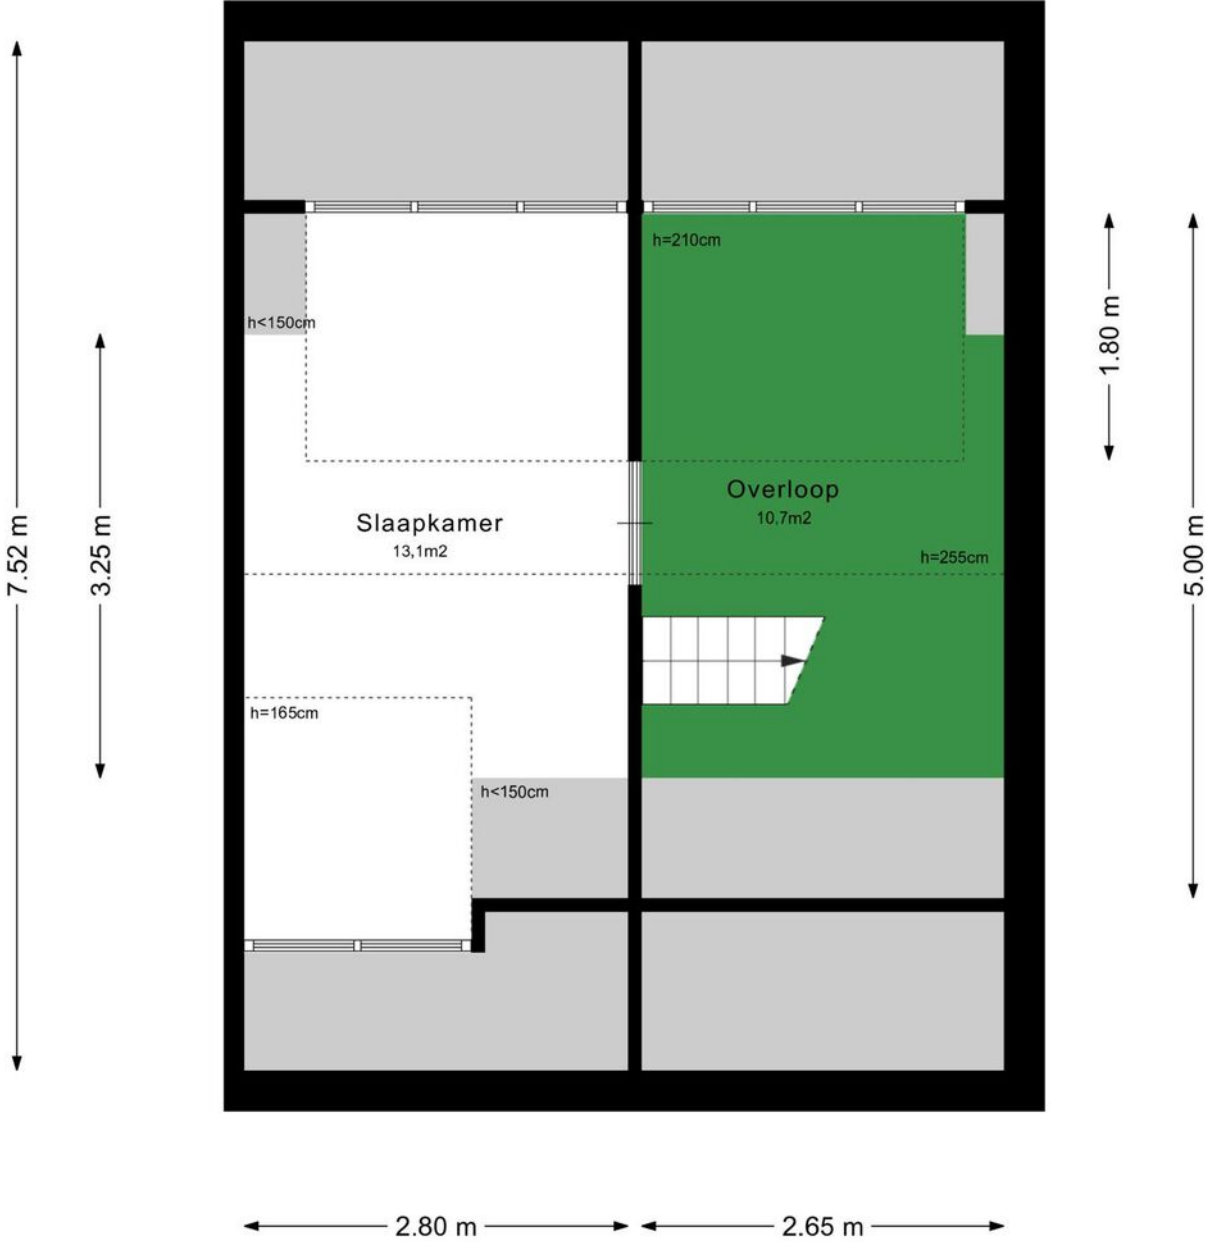 h=210cm
h<150cm
1.80 m
Overloop
10,7m2
Slaapkamer
13,1m2
h=255cm
7.52 m
3.25 m
5.00 m
h=165cm
h<150cm
2.80 m
2.65 m